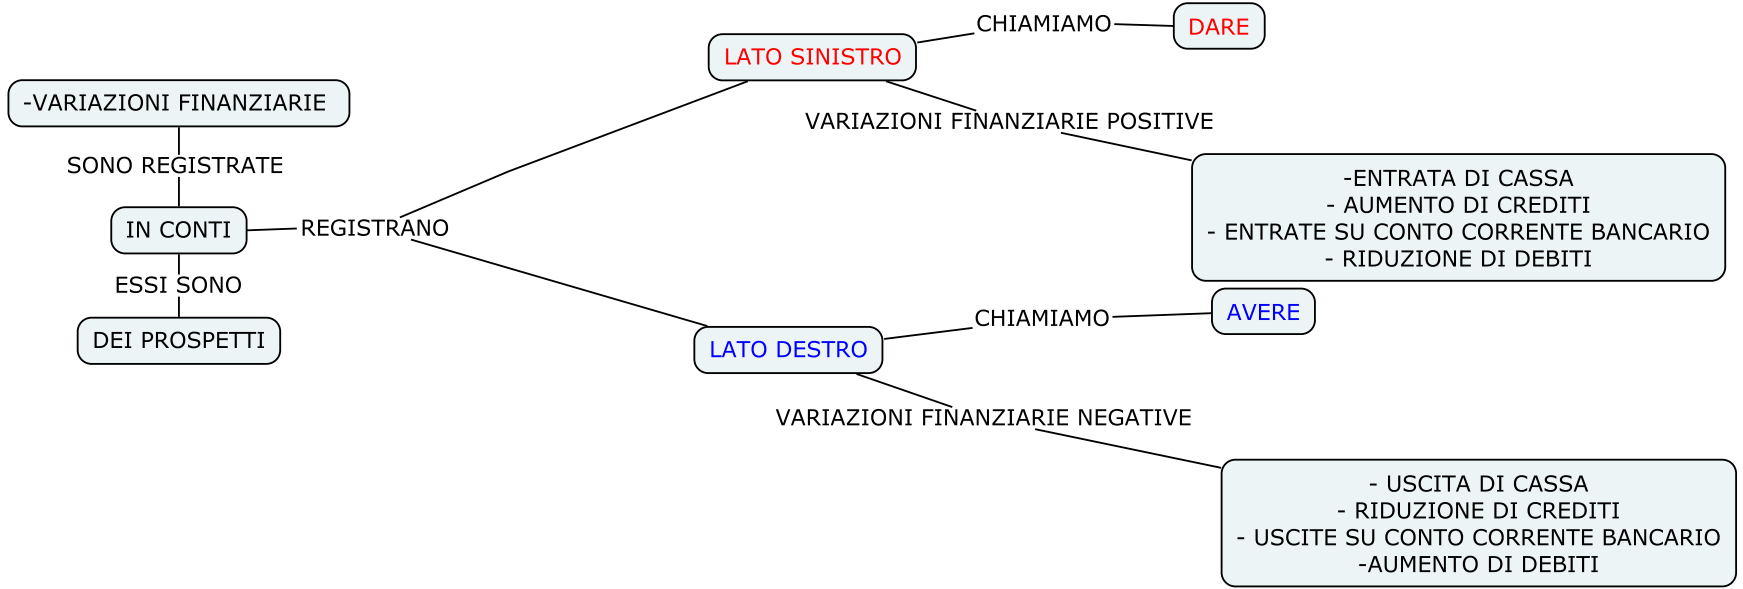 -VARIAZIONI FINANZIARIE
SONO REGISTRATE
IN CONTI
ESSI SONO
DEI PROSPETTI
REGISTRANO
LATO SINISTRO
CHIAMIAMO
DARE
VARIAZIONI FINANZIARIE POSITIVE
-ENTRATA DI CASSA
- AUMENTO DI CREDITI
- ENTRATE SU CONTO CORRENTE BANCARIO
- RIDUZIONE DI DEBITI
LATO DESTRO
CHIAMIAMO
AVERE
VARIAZIONI FINANZIARIE NEGATIVE
- USCITA DI CASSA
- RIDUZIONE DI CREDITI
- USCITE SU CONTO CORRENTE BANCARIO
-AUMENTO DI DEBITI